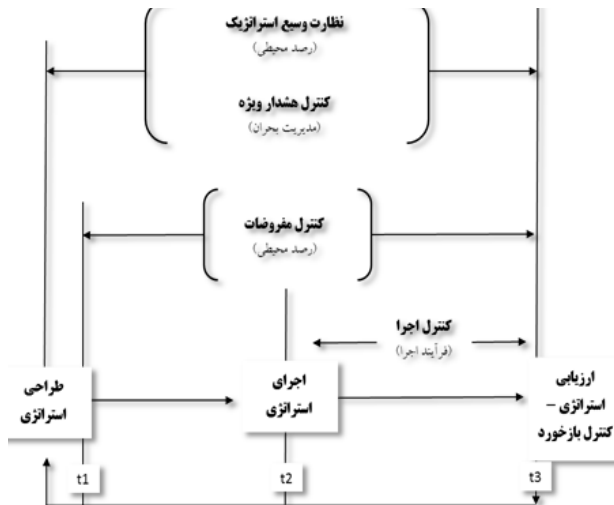 نظارت وسیع استراتژیک
(رصد محیطی)
کنترل هشدار ویژه
(مدیریت بحران)
کنترل مفروضات
(رصد محیطی)
کنترل اجرا
(فرآیند اجرا)
طراحی
استراتژی
اجرای
استراتژی
ارزیابی
استراتژی –
کنترل بازخورد
t1
t2
t3